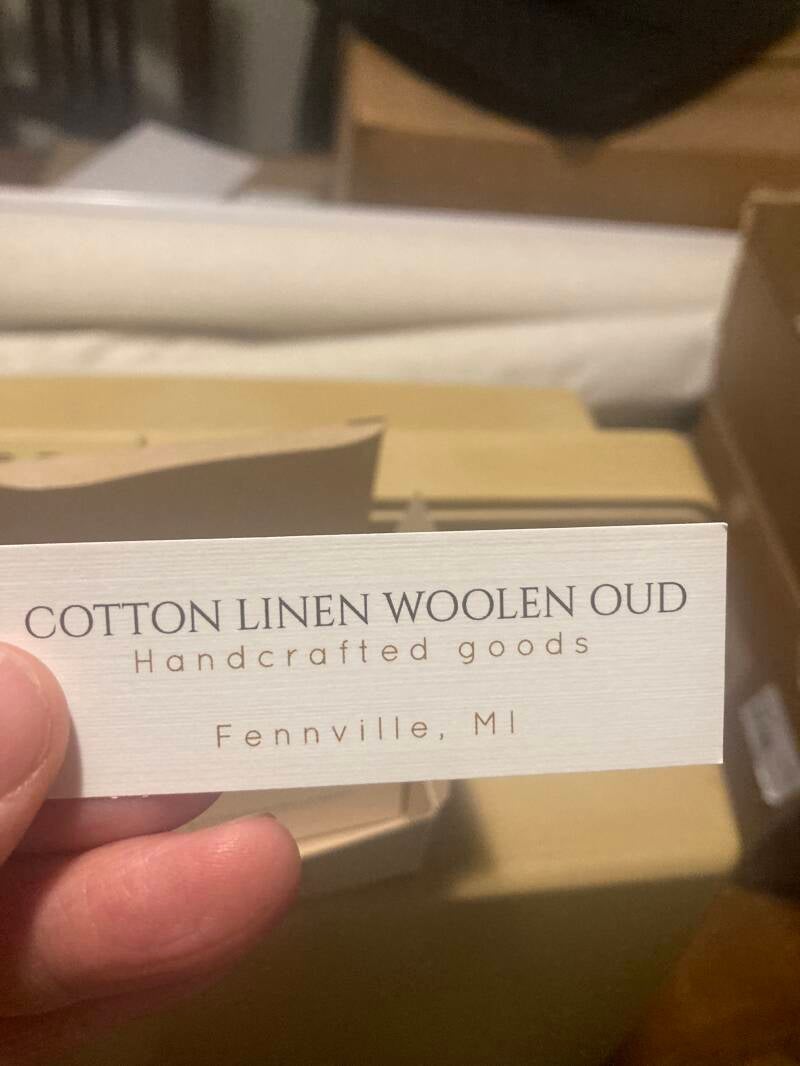 COTTON LINEN WOOLEN OUD
Handcrafted goods
Fennville, MI